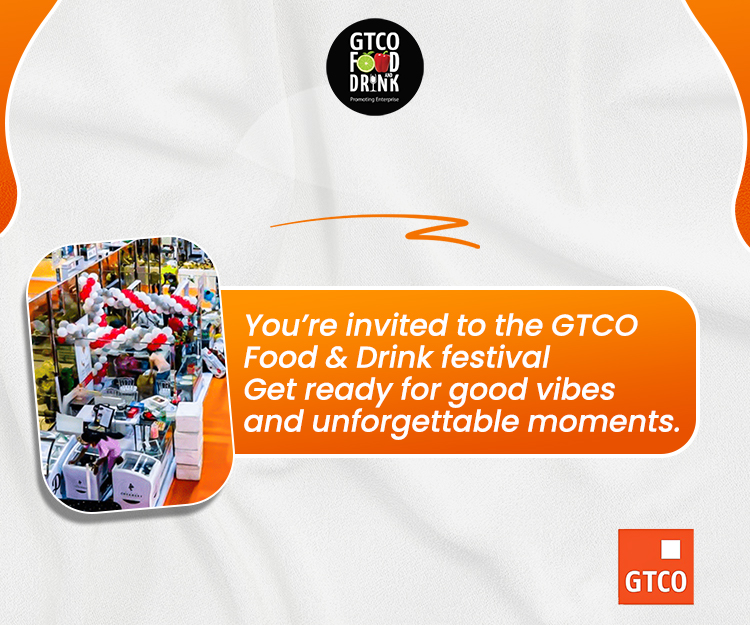 GTCO
FOOD
AND
DRINK
Promoting Enterprise
You’re invited to the GTCO
Food & Drink festival
Get ready for good vibes
and unforgettable moments.
GTCO